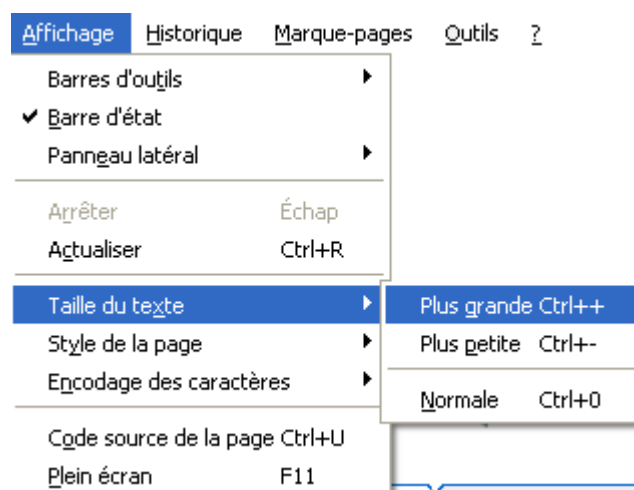 Affichage Historique Marque-pages Outils ?
Barres d'outils
Barre d'état
Panneau latéral
Arrêter Échap
Actualiser Ctrl+R
Taille du texte Plus grande Ctrl++
Style de la page Plus petite Ctrl+-
Encodage des caractères
Normale Ctrl+0
Code source de la page Ctrl+U
Plein écran F11